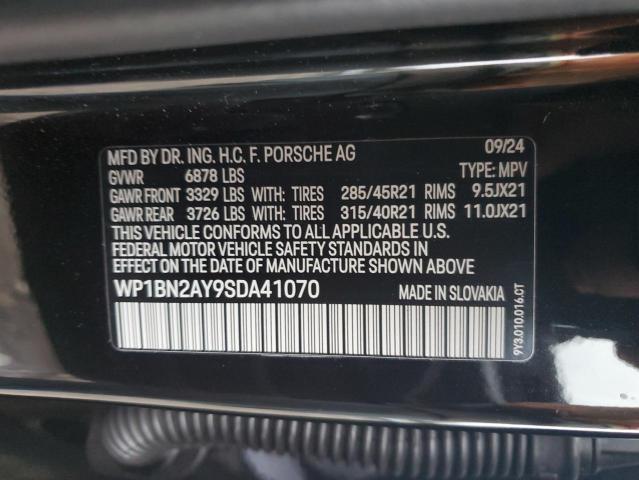 MFD BY DR. ING. H.C. F. PORSCHE AG 09/24
GVWR 6878 LBS TYPE: MPV
GAWR FRONT 3329 LBS WITH: TIRES 285/45R21 RIMS 9.5JX21
GAWR REAR 3726 LBS WITH: TIRES 315/40R21 RIMS 11.0JX21
THIS VEHICLE CONFORMS TO ALL APPLICABLE U.S.
FEDERAL MOTOR VEHICLE SAFETY STANDARDS IN
EFFECT ON THE DATE OF MANUFACTURE SHOWN ABOVE
WP1BN2AY9SDA41070 MADE IN SLOVAKIA
9Y3.010.016.CT